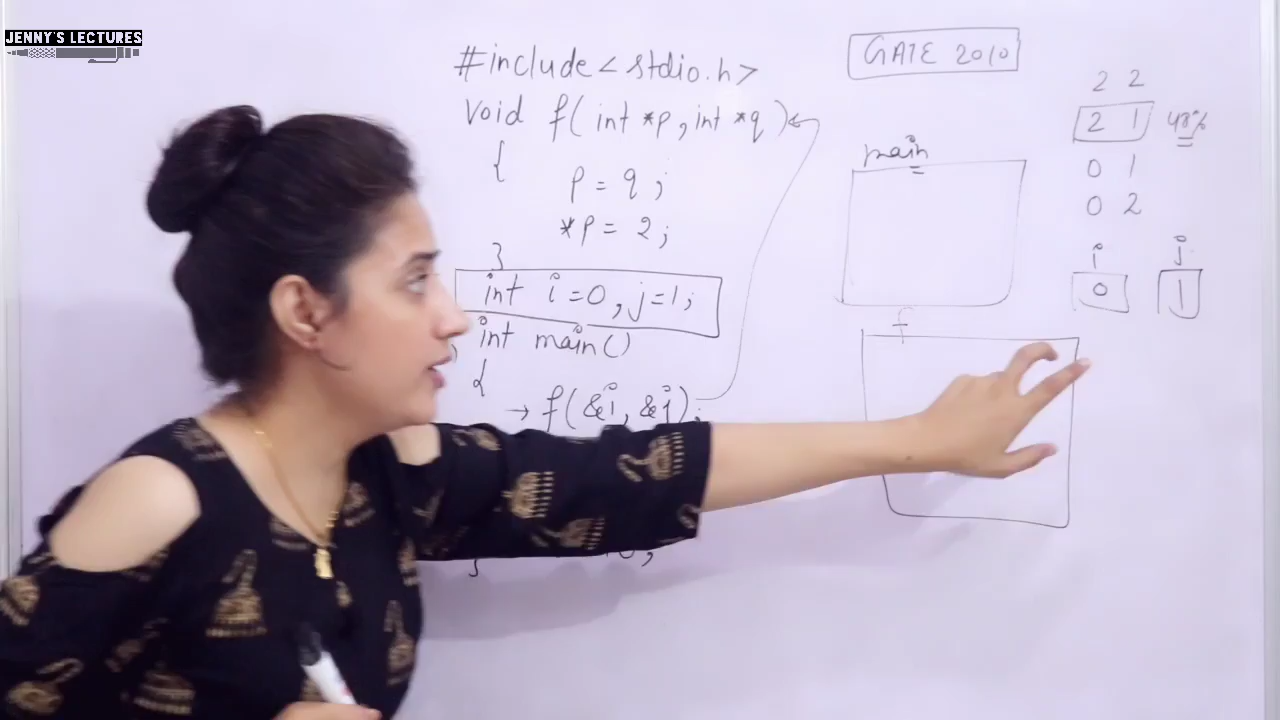 JENNY'S LECTURES
#include < stdio.h>
void f( int *p, int *q )
{
p = q ;
*p = 2;
}
int i=0, j=1;
int main()
{
→ f( &i, &j );
}
GATE 2010
2 2
2 1 48%
0 1
0 2
main
i j
0 1
f